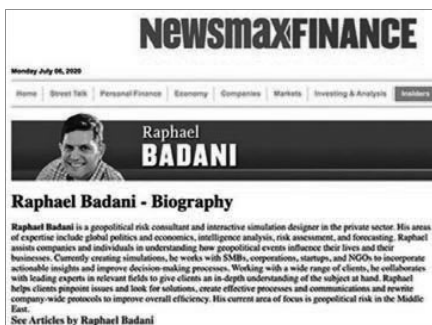 NEWSMAXFINANCE
Monday July 06, 2020
Home | Street Talk | Personal Finance | Economy | Companies | Markets | Investing & Analysis | Insiders
Raphael
BADANI
Raphael Badani - Biography
Raphael Badani is a geopolitical risk consultant and interactive simulation designer in the private sector. His areas
of expertise include global politics and economics, intelligence analysis, risk assessment, and forecasting. Raphael
assists companies and individuals in understanding how geopolitical events influence their lives and their
businesses. Currently creating simulations, he works with SMBs, corporations, startups, and NGOs to incorporate
actionable insights and improve decision-making processes. Working with a wide range of clients, he collaborates
with leading experts in relevant fields to give clients an in-depth understanding of the subject at hand. Raphael
helps clients pinpoint issues and look for solutions, create effective processes and communications and rewrite
company-wide protocols to improve overall efficiency. His current area of focus is geopolitical risk in the Middle
East.
See Articles by Raphael Badani